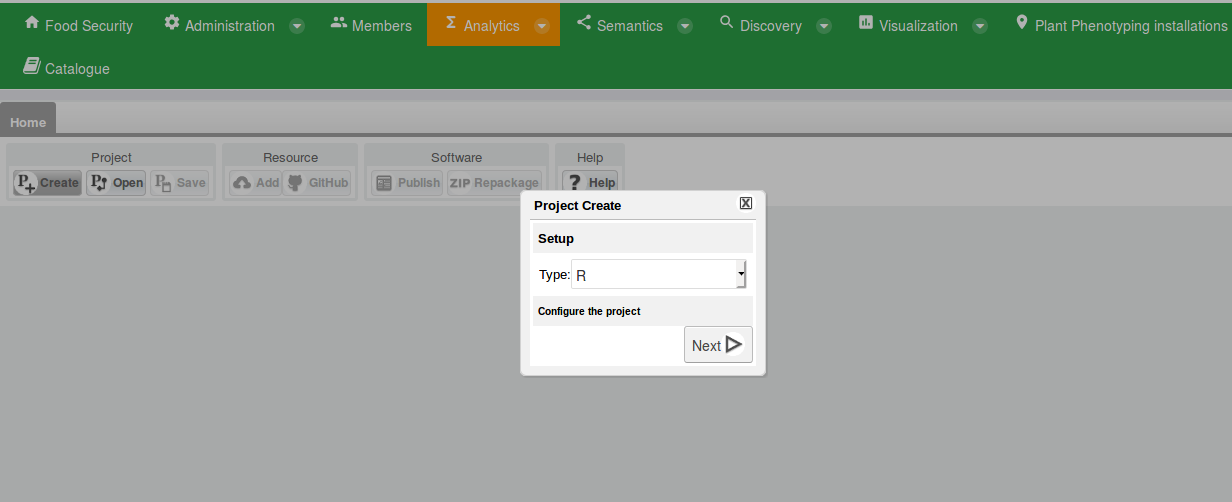 Food Security Administration Members Analytics Semantics Discovery Visualization Plant Phenotyping installations
Catalogue
Home
Project Resource Software Help
Create Open Save Add GitHub Publish ZIP Repackage Help
Project Create
Setup
Type: R
Configure the project
Next